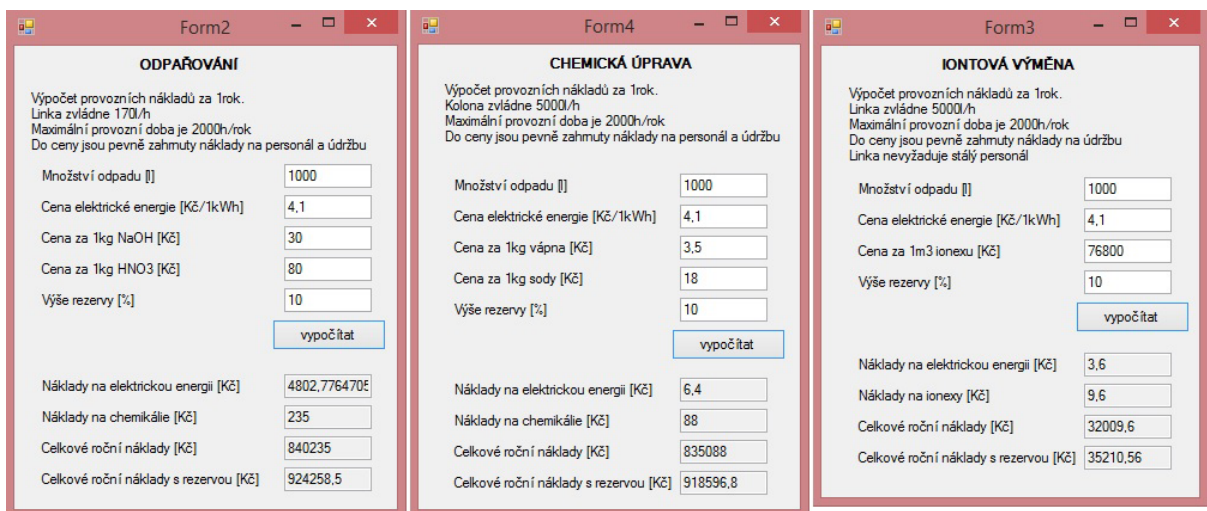 Form2
ODPAŘOVÁNÍ
Výpočet provozních nákladů za 1rok.
Linka zvládne 170l/h
Maximální provozní doba je 2000h/rok
Do ceny jsou pevně zahrnuty náklady na personál a údržbu
Množství odpadu [l] 1000
Cena elektrické energie [Kč/1kWh] 4,1
Cena za 1kg NaOH [Kč] 30
Cena za 1kg HNO3 [Kč] 80
Výše rezervy [%] 10
vypočítat
Náklady na elektrickou energii [Kč] 4802,7764705
Náklady na chemikálie [Kč] 235
Celkové roční náklady [Kč] 840235
Celkové roční náklady s rezervou [Kč] 924258,5
Form4
CHEMICKÁ ÚPRAVA
Výpočet provozních nákladů za 1rok.
Kolona zvládne 5000l/h
Maximální provozní doba je 2000h/rok
Do ceny jsou pevně zahrnuty náklady na personál a údržbu
Množství odpadu [l] 1000
Cena elektrické energie [Kč/1kWh] 4,1
Cena za 1kg vápna [Kč] 3,5
Cena za 1kg sody [Kč] 18
Výše rezervy [%] 10
vypočítat
Náklady na elektrickou energii [Kč] 6,4
Náklady na chemikálie [Kč] 88
Celkové roční náklady [Kč] 835088
Celkové roční náklady s rezervou [Kč] 918596,8
Form3
IONTOVÁ VÝMĚNA
Výpočet provozních nákladů za 1rok.
Linka zvládne 5000l/h
Maximální provozní doba je 2000h/rok
Do ceny jsou pevně zahrnuty náklady na údržbu
Linka nevyžaduje stálý personál
Množství odpadu [l] 1000
Cena elektrické energie [Kč/1kWh] 4,1
Cena za 1m3 ionexu [Kč] 76800
Výše rezervy [%] 10
vypočítat
Náklady na elektrickou energii [Kč] 3,6
Náklady na ionexy [Kč] 9,6
Celkové roční náklady [Kč] 32009,6
Celkové roční náklady s rezervou [Kč] 35210,56